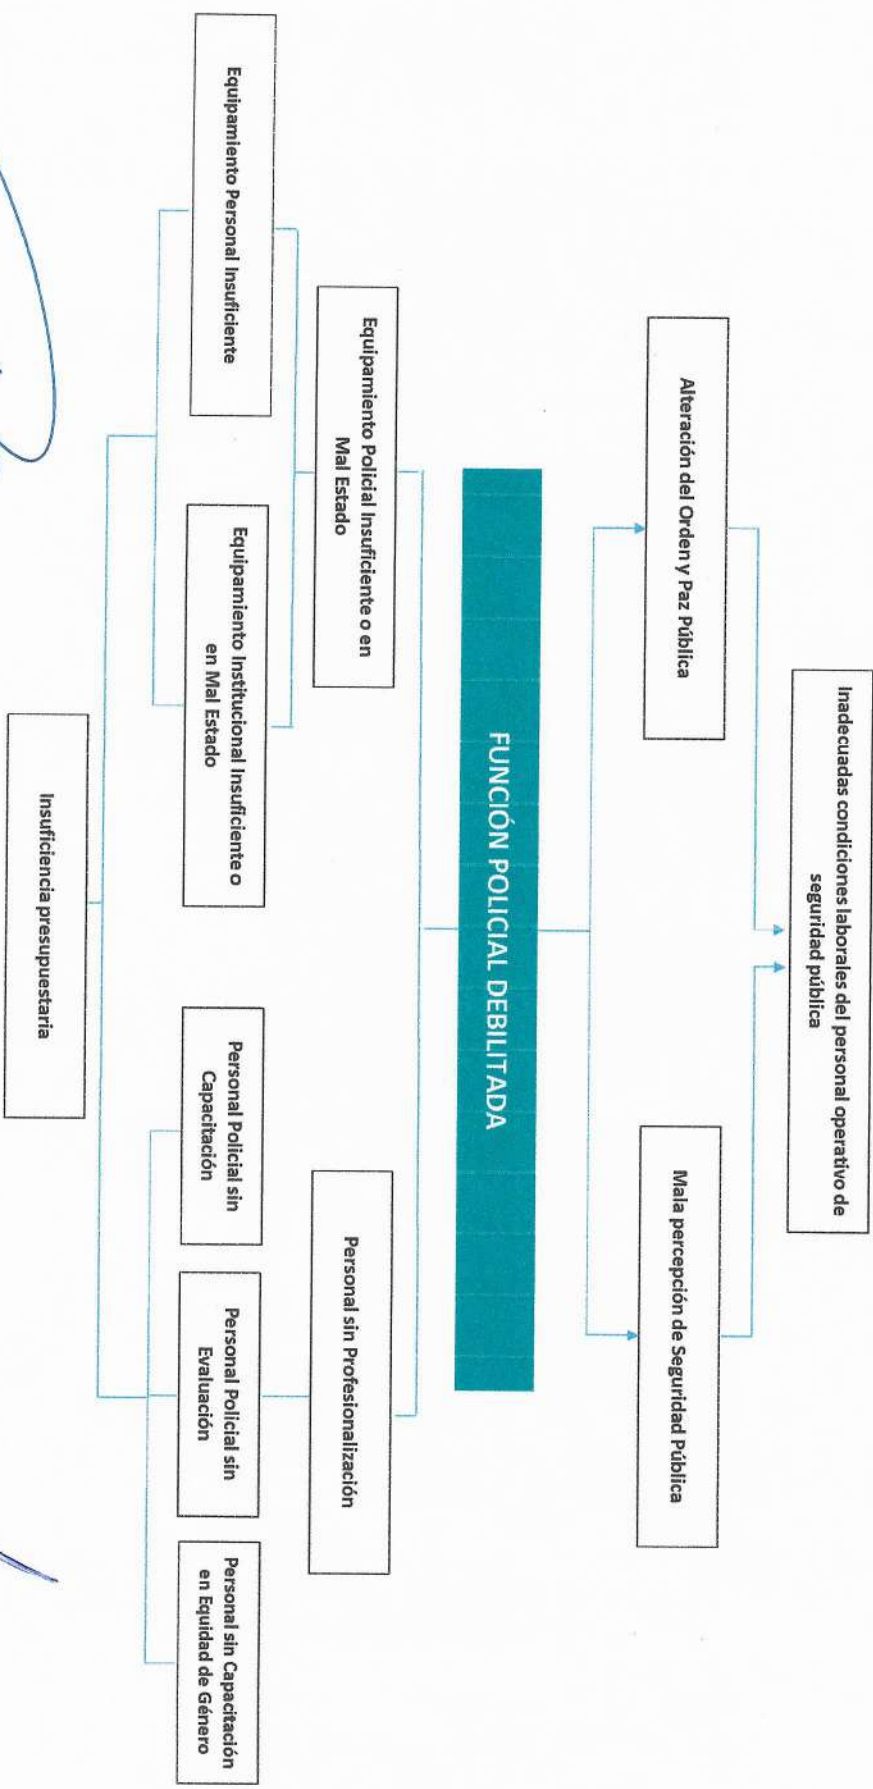 Inadecuadas condiciones laborales del personal operativo de
seguridad pública
Alteración del Orden y Paz Pública
Mala percepción de Seguridad Pública
FUNCIÓN POLICIAL DEBILITADA
Equipamiento Policial Insuficiente o en
Mal Estado
Personal sin Profesionalización
Equipamiento Personal Insuficiente
Equipamiento Institucional Insuficiente o
en Mal Estado
Personal Policial sin
Capacitación
Personal Policial sin
Evaluación
Personal sin Capacitación
en Equidad de Género
Insuficiencia presupuestaria